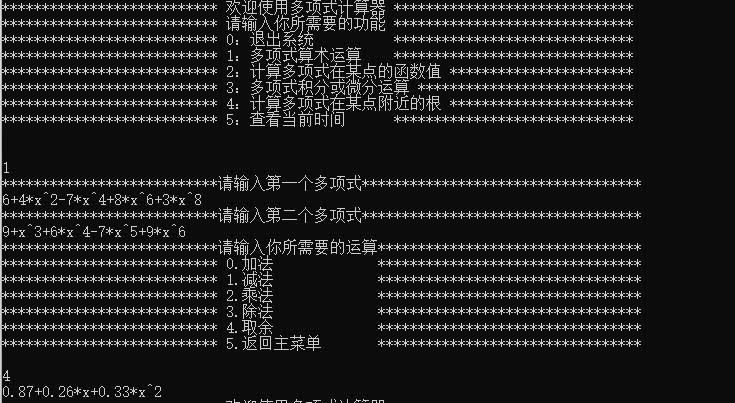 *************************** 欢迎使用多项式计算器 ******************************
*************************** 请输入你所需要的功能 ******************************
*************************** 0：退出系统 ******************************
*************************** 1：多项式算术运算 ******************************
*************************** 2：计算多项式在某点的函数值 ***********************
*************************** 3：多项式积分或微分运算 ***************************
*************************** 4：计算多项式在某点附近的根 ***********************
*************************** 5：查看当前时间 ******************************
1
***************************请输入第一个多项式***********************************
6+4*x^2-7*x^4+8*x^6+3*x^8
***************************请输入第二个多项式***********************************
9+x^3+6*x^4-7*x^5+9*x^6
***************************请输入你所需要的运算*********************************
*************************** 0.加法 *********************************
*************************** 1.减法 *********************************
*************************** 2.乘法 *********************************
*************************** 3.除法 *********************************
*************************** 4.取余 *********************************
*************************** 5.返回主菜单 *********************************
4
0.87+0.26*x+0.33*x^2